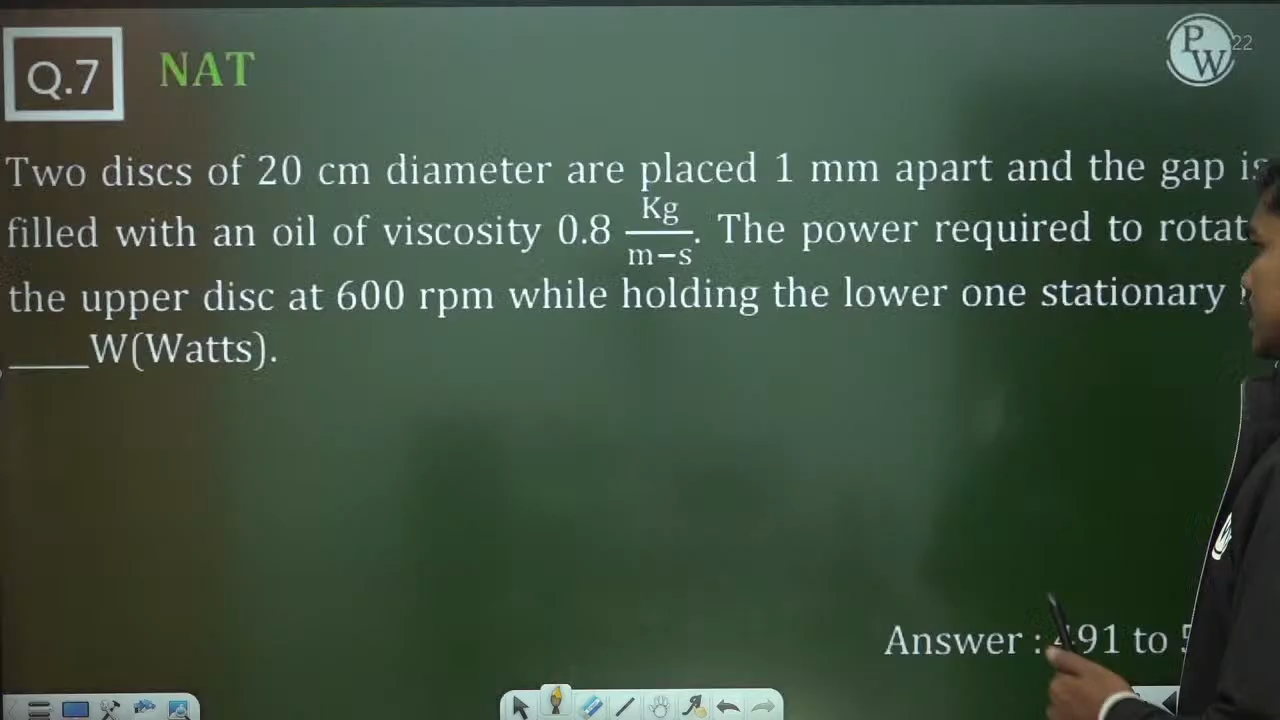 Q.7 NAT
PW 22
Two discs of 20 cm diameter are placed 1 mm apart and the gap is
filled with an oil of viscosity 0.8 Kg/m−s. The power required to
the upper disc at 600 rpm while holding the lower one stationary
____W(Watts).
Answer : to